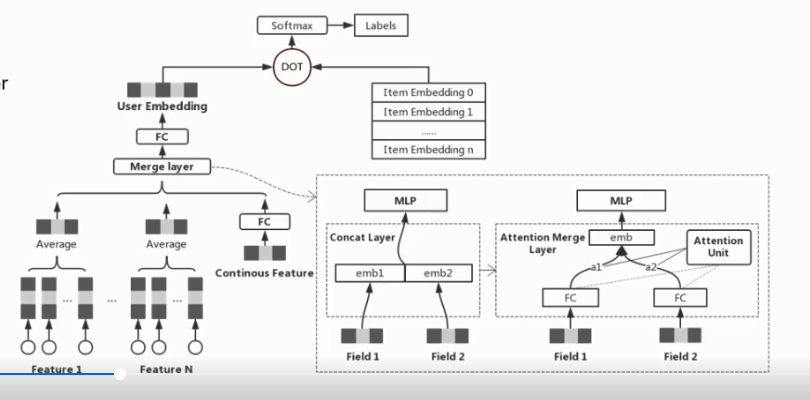 Softmax
Labels
er
DOT
Item Embedding 0
Item Embedding 1
......
Item Embedding n
User Embedding
FC
Merge layer
MLP
MLP
FC
Concat Layer
Attention Merge
Layer
emb
Attention
Unit
Average
Average
Continous Feature
emb1
emb2
a1
a2
...
...
...
FC
FC
Field 1
Field 2
Field 1
Field 2
Feature 1
Feature N